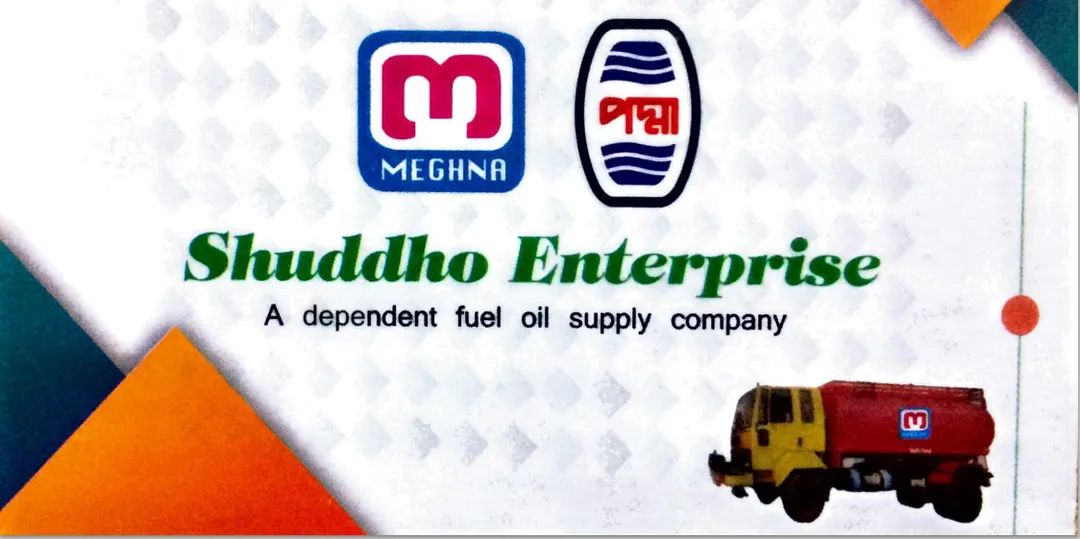 MEGHNA
পদ্মা
Shuddho Enterprise
A dependent fuel oil supply company